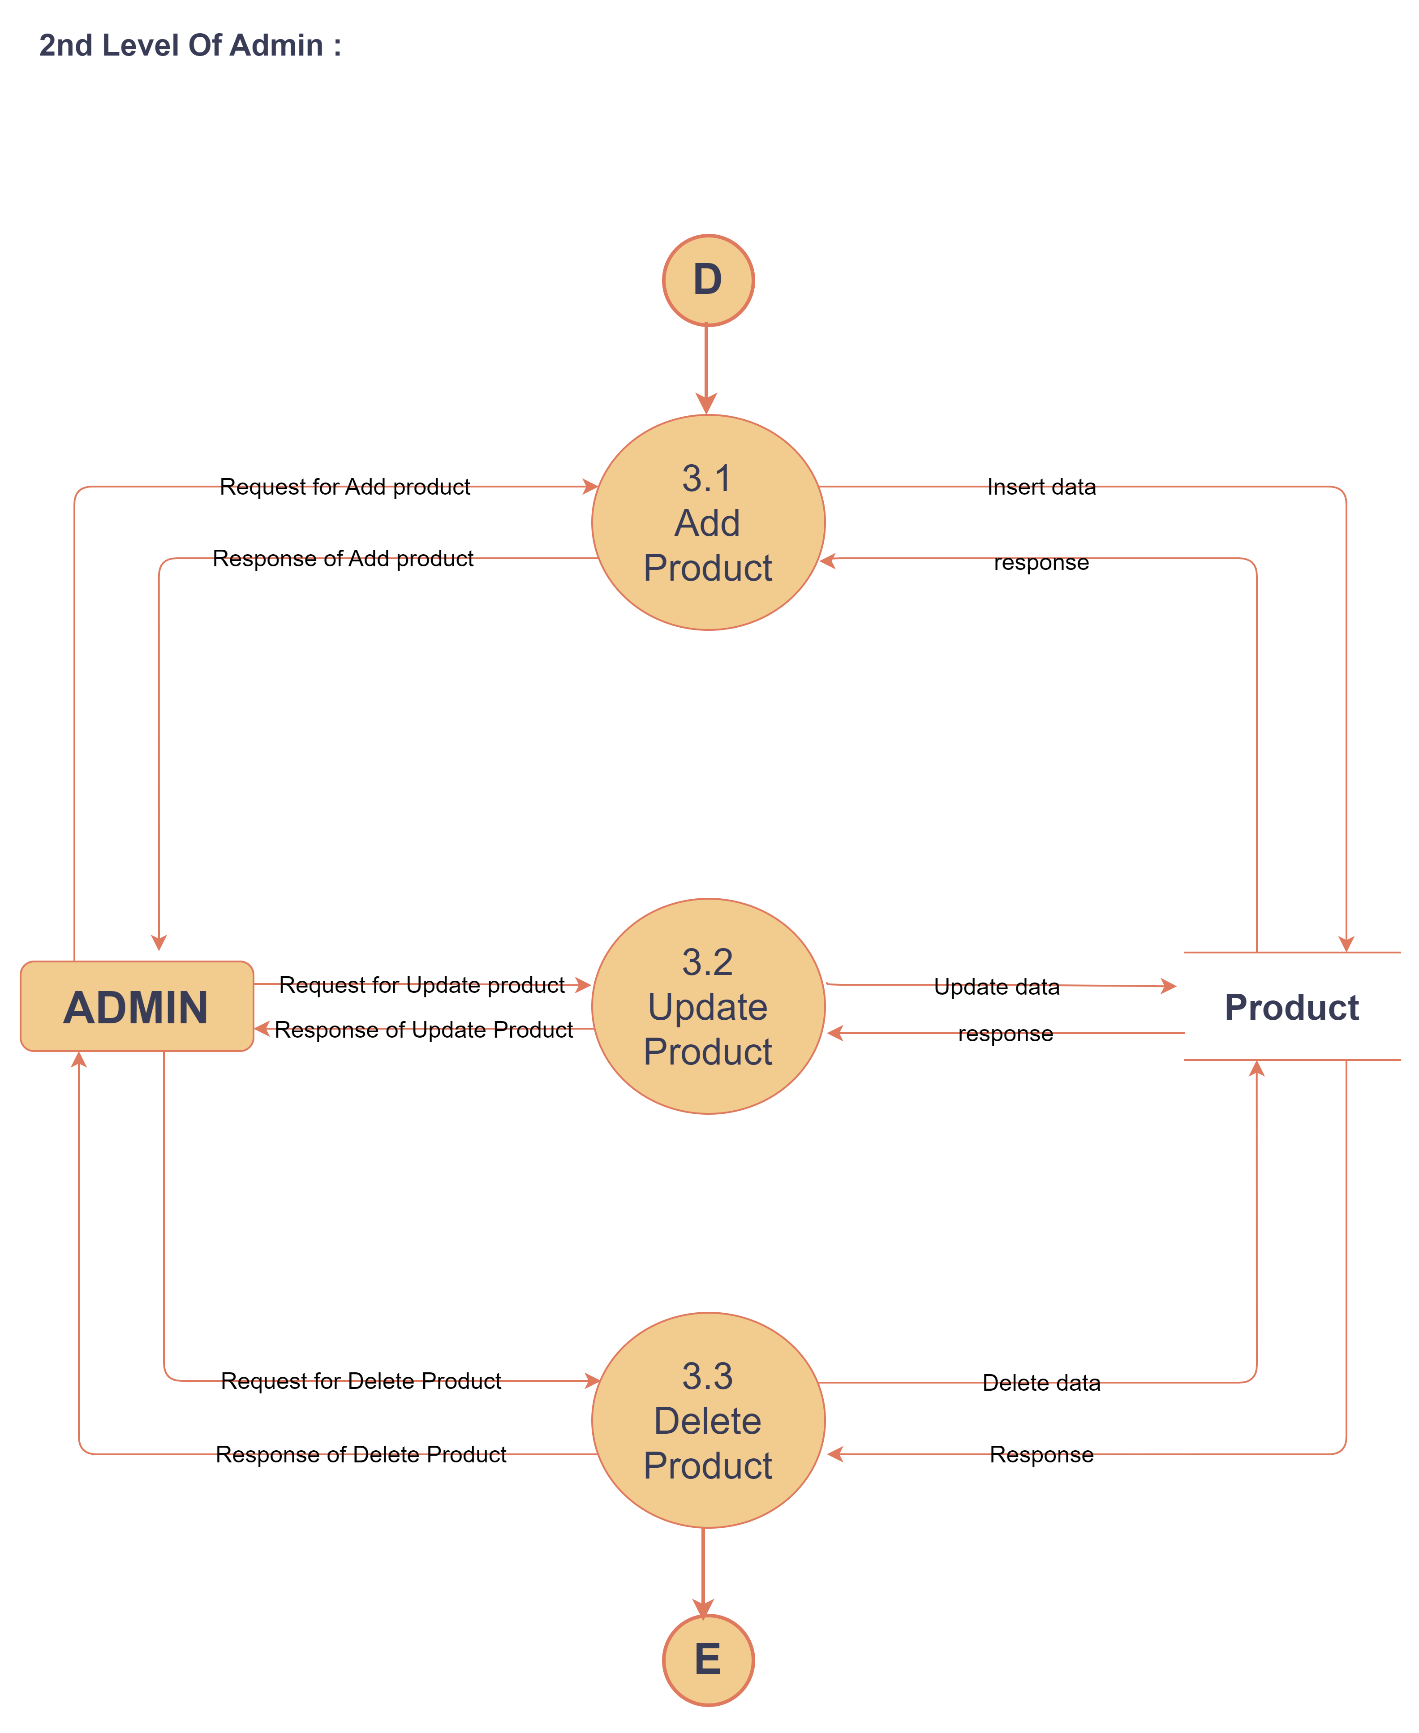 2nd Level Of Admin :
D
3.1
Add
Product
Request for Add product
Insert data
Response of Add product
response
3.2
Update
Product
ADMIN
Request for Update product
Update data
Product
Response of Update Product
response
3.3
Delete
Product
Request for Delete Product
Delete data
Response of Delete Product
Response
E